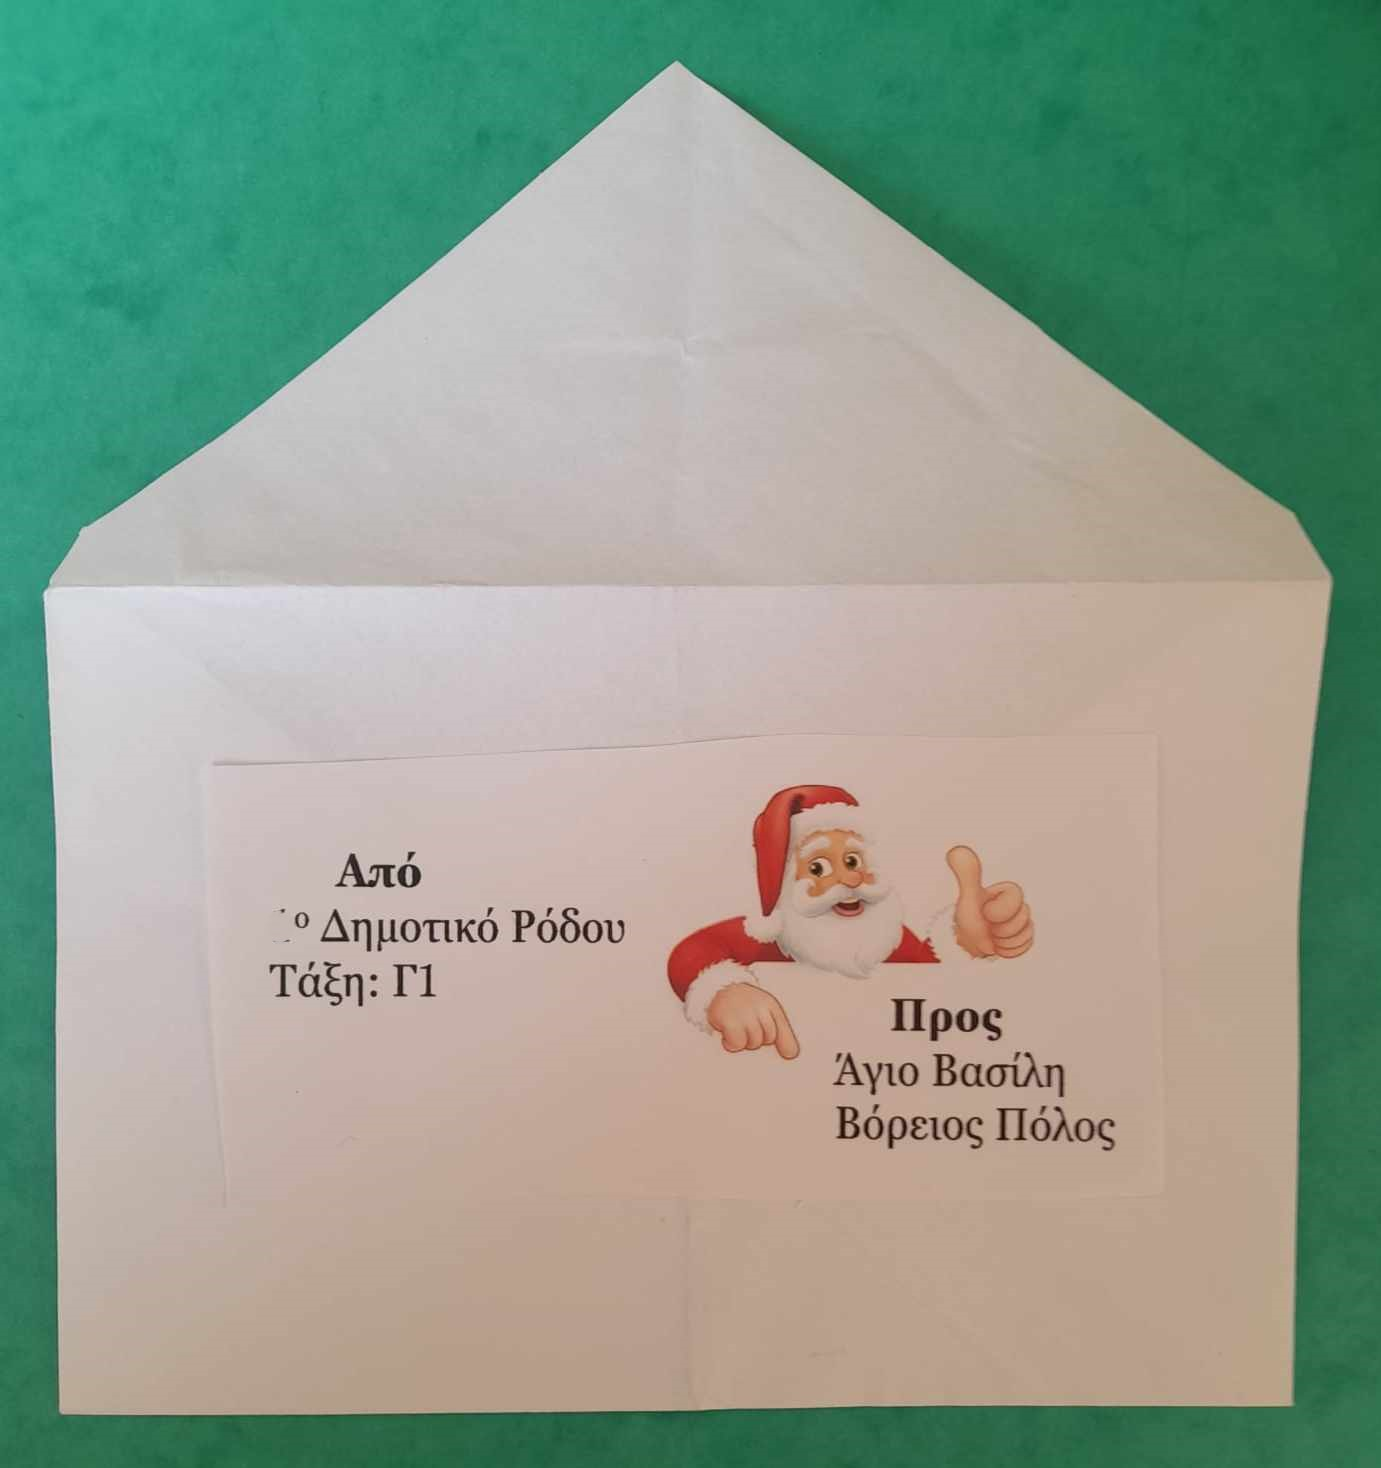 Από
ο Δημοτικό Ρόδου
Τάξη: Γ1
Προς
Άγιο Βασίλη
Βόρειος Πόλος